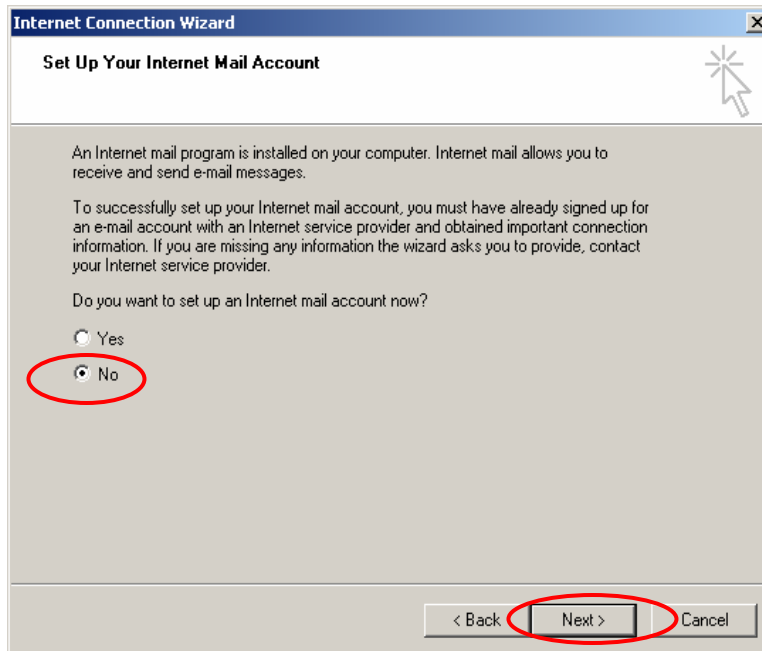 Internet Connection Wizard
Set Up Your Internet Mail Account
An Internet mail program is installed on your computer. Internet mail allows you to
receive and send e-mail messages.
To successfully set up your Internet mail account, you must have already signed up for
an e-mail account with an Internet service provider and obtained important connection
information. If you are missing any information the wizard asks you to provide, contact
your Internet service provider.
Do you want to set up an Internet mail account now?
Yes
No
< Back Next > Cancel